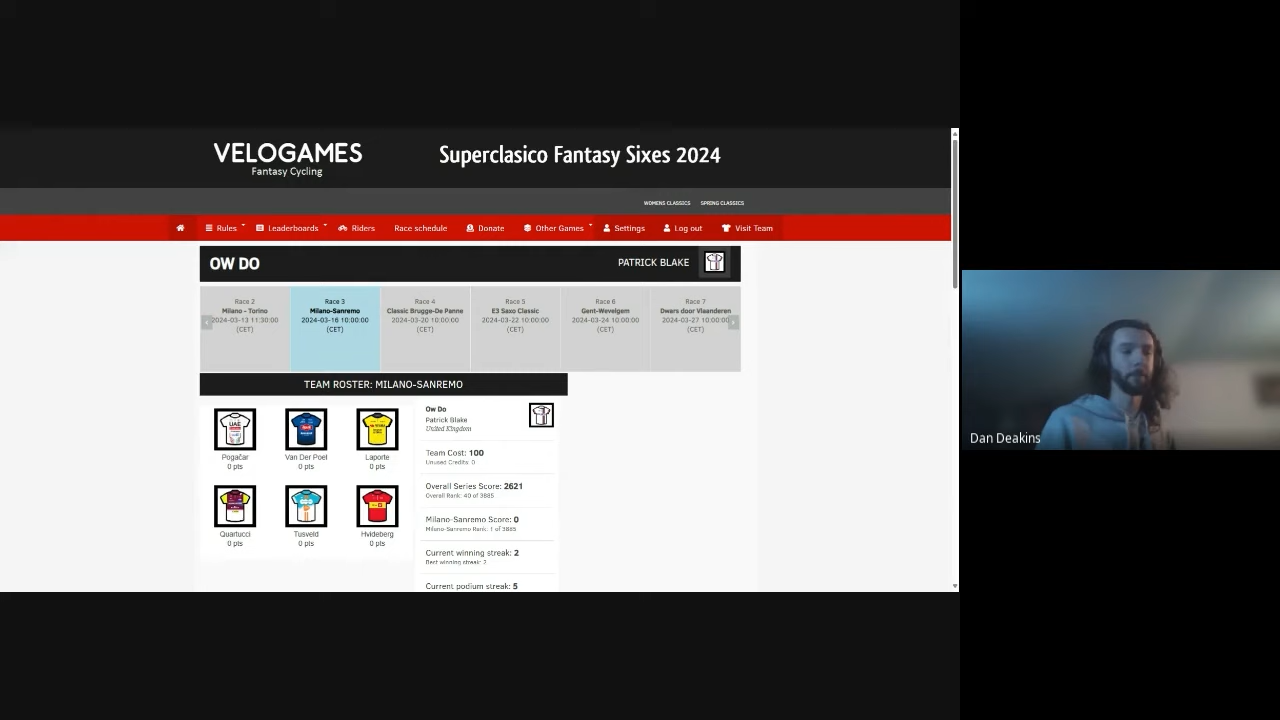 VELOGAMES
Fantasy Cycling
Superclasico Fantasy Sixes 2024
WOMENS CLASSICS SPRING CLASSICS
Rules Leaderboards Riders Race schedule Donate Other Games Settings Log out Visit Team
OW DO PATRICK BLAKE
Race 2
Milano - Torino
2024-03-13 11:30:00
(CET)
Race 3
Milano-Sanremo
2024-03-16 10:00:00
(CET)
Race 4
Classic Brugge-De Panne
2024-03-20 10:00:00
(CET)
Race 5
E3 Saxo Classic
2024-03-22 10:00:00
(CET)
Race 6
Gent-Wevelgem
2024-03-24 10:00:00
(CET)
Race 7
Dwars door Vlaanderen
2024-03-27 10:00:00
(CET)
TEAM ROSTER: MILANO-SANREMO
UAE
Pogačar
0 pts
Van Der Poel
0 pts
Laporte
0 pts
Quartucci
0 pts
Tusveld
0 pts
Hvideberg
0 pts
Ow Do
Patrick Blake
United Kingdom
Team Cost: 100
Unused Credits: 0
Overall Series Score: 2621
Overall Rank: 40 of 3885
Milano-Sanremo Score: 0
Milano-Sanremo Rank: 1 of 3885
Current winning streak: 2
Best winning streak: 2
Current podium streak: 5
Dan Deakins